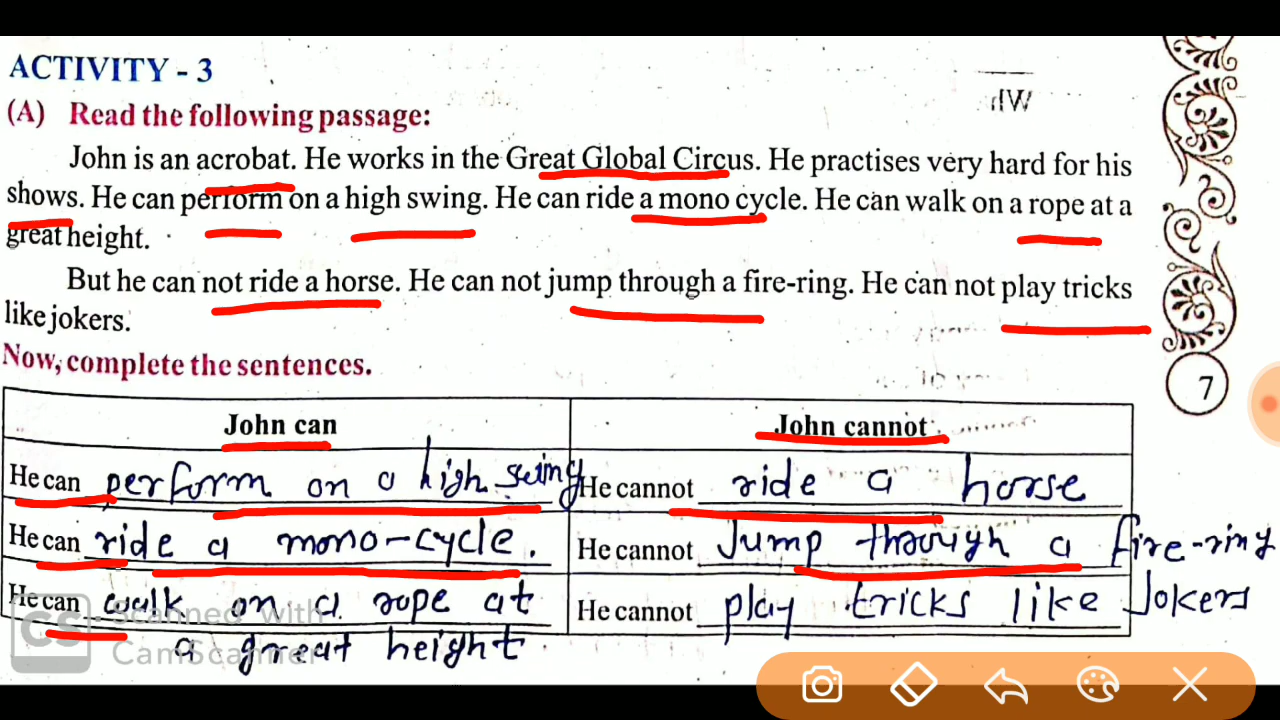 ACTIVITY - 3
(A) Read the following passage:
John is an acrobat. He works in the Great Global Circus. He practises very hard for his
shows. He can perform on a high swing. He can ride a mono cycle. He can walk on a rope at a
great height.
But he can not ride a horse. He can not jump through a fire-ring. He can not play tricks
like jokers.
Now, complete the sentences.
7
John can John cannot
He can perform on a high swing He cannot ride a horse
He can ride a mono-cycle. He cannot Jump through a fire-ring
He can walk on a rope at He cannot play tricks like Jokers
a great height
CS Scanned with
CamScanner